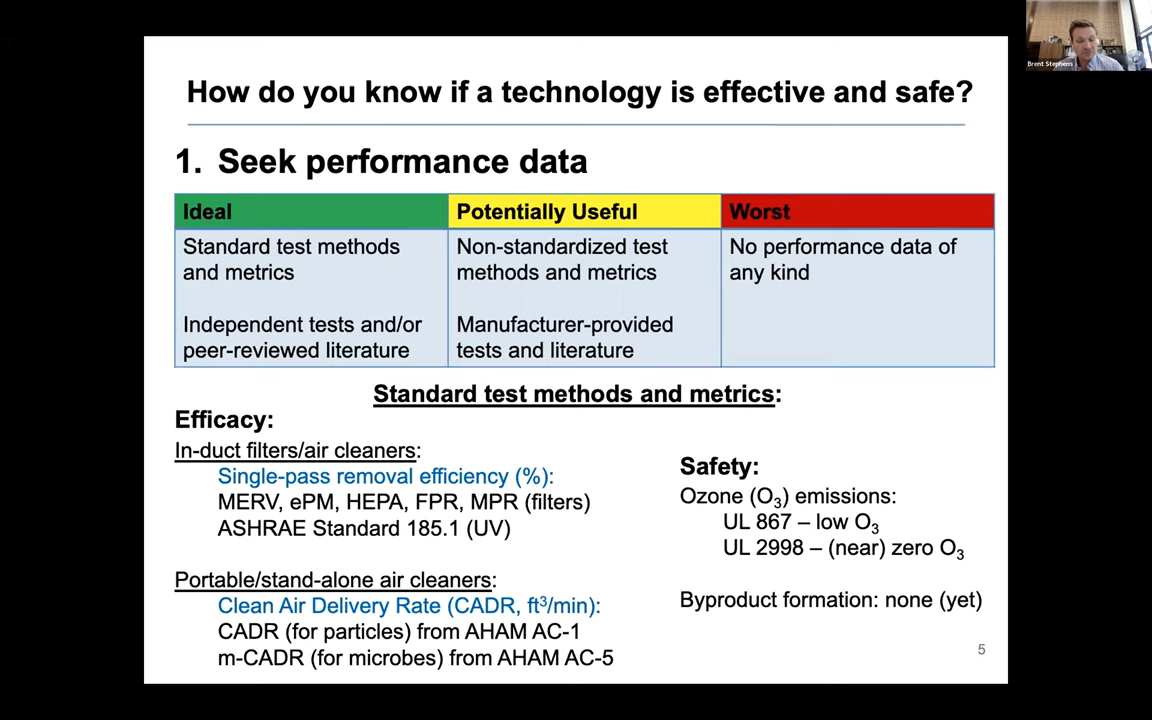 Brent Stephens
How do you know if a technology is effective and safe?
1. Seek performance data
Ideal
Potentially Useful
Worst
Standard test methods
and metrics
Independent tests and/or
peer-reviewed literature
Non-standardized test
methods and metrics
Manufacturer-provided
tests and literature
No performance data of
any kind
Standard test methods and metrics:
Efficacy:
In-duct filters/air cleaners:
Single-pass removal efficiency (%):
MERV, ePM, HEPA, FPR, MPR (filters)
ASHRAE Standard 185.1 (UV)
Portable/stand-alone air cleaners:
Clean Air Delivery Rate (CADR, ft³/min):
CADR (for particles) from AHAM AC-1
m-CADR (for microbes) from AHAM AC-5
Safety:
Ozone (O₃) emissions:
UL 867 – low O₃
UL 2998 – (near) zero O₃
Byproduct formation: none (yet)
5